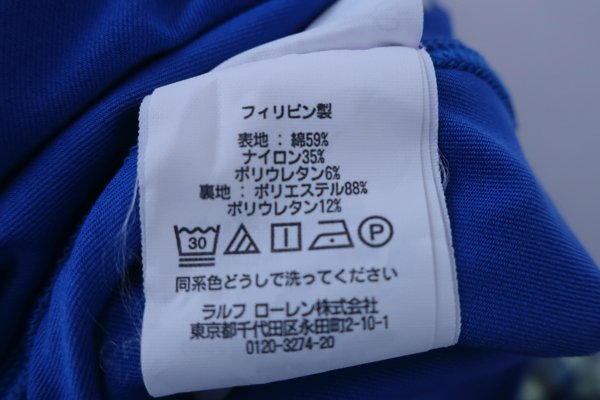 フィリピン製
表地 : 綿59%
ナイロン35%
ポリウレタン6%
裏地 : ポリエステル88%
ポリウレタン12%
30 P
同系色どうしで洗ってください
ラルフ ローレン株式会社
東京都千代田区永田町2-10-1
0120-3274-20